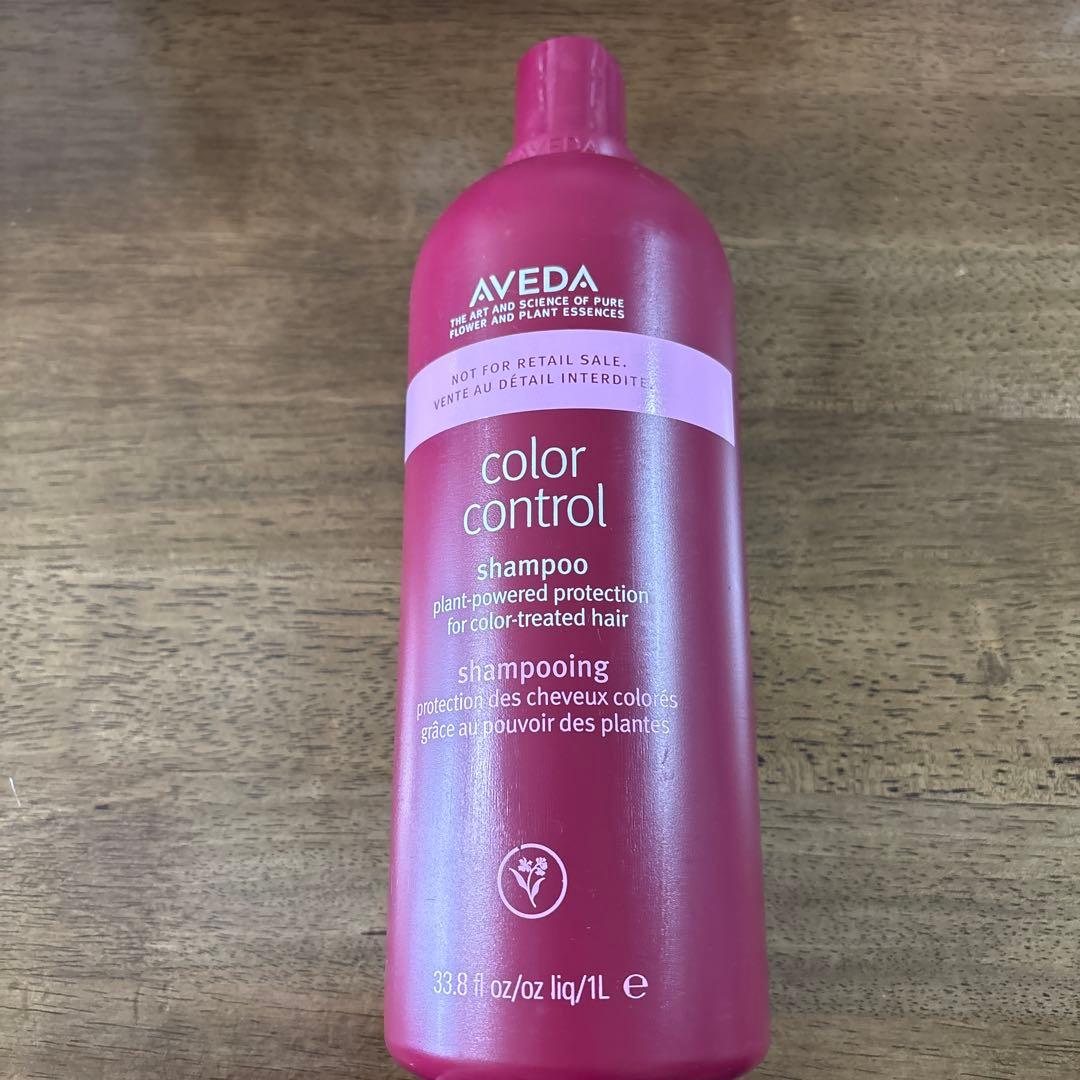 AVEDA
AVEDA
THE ART AND SCIENCE OF PURE
FLOWER AND PLANT ESSENCES
NOT FOR RETAIL SALE.
VENTE AU DÉTAIL INTERDITE.
color
control
shampoo
plant-powered protection
for color-treated hair
shampooing
protection des cheveux colorés
grâce au pouvoir des plantes
33.8 fl oz/oz liq/1L ℮